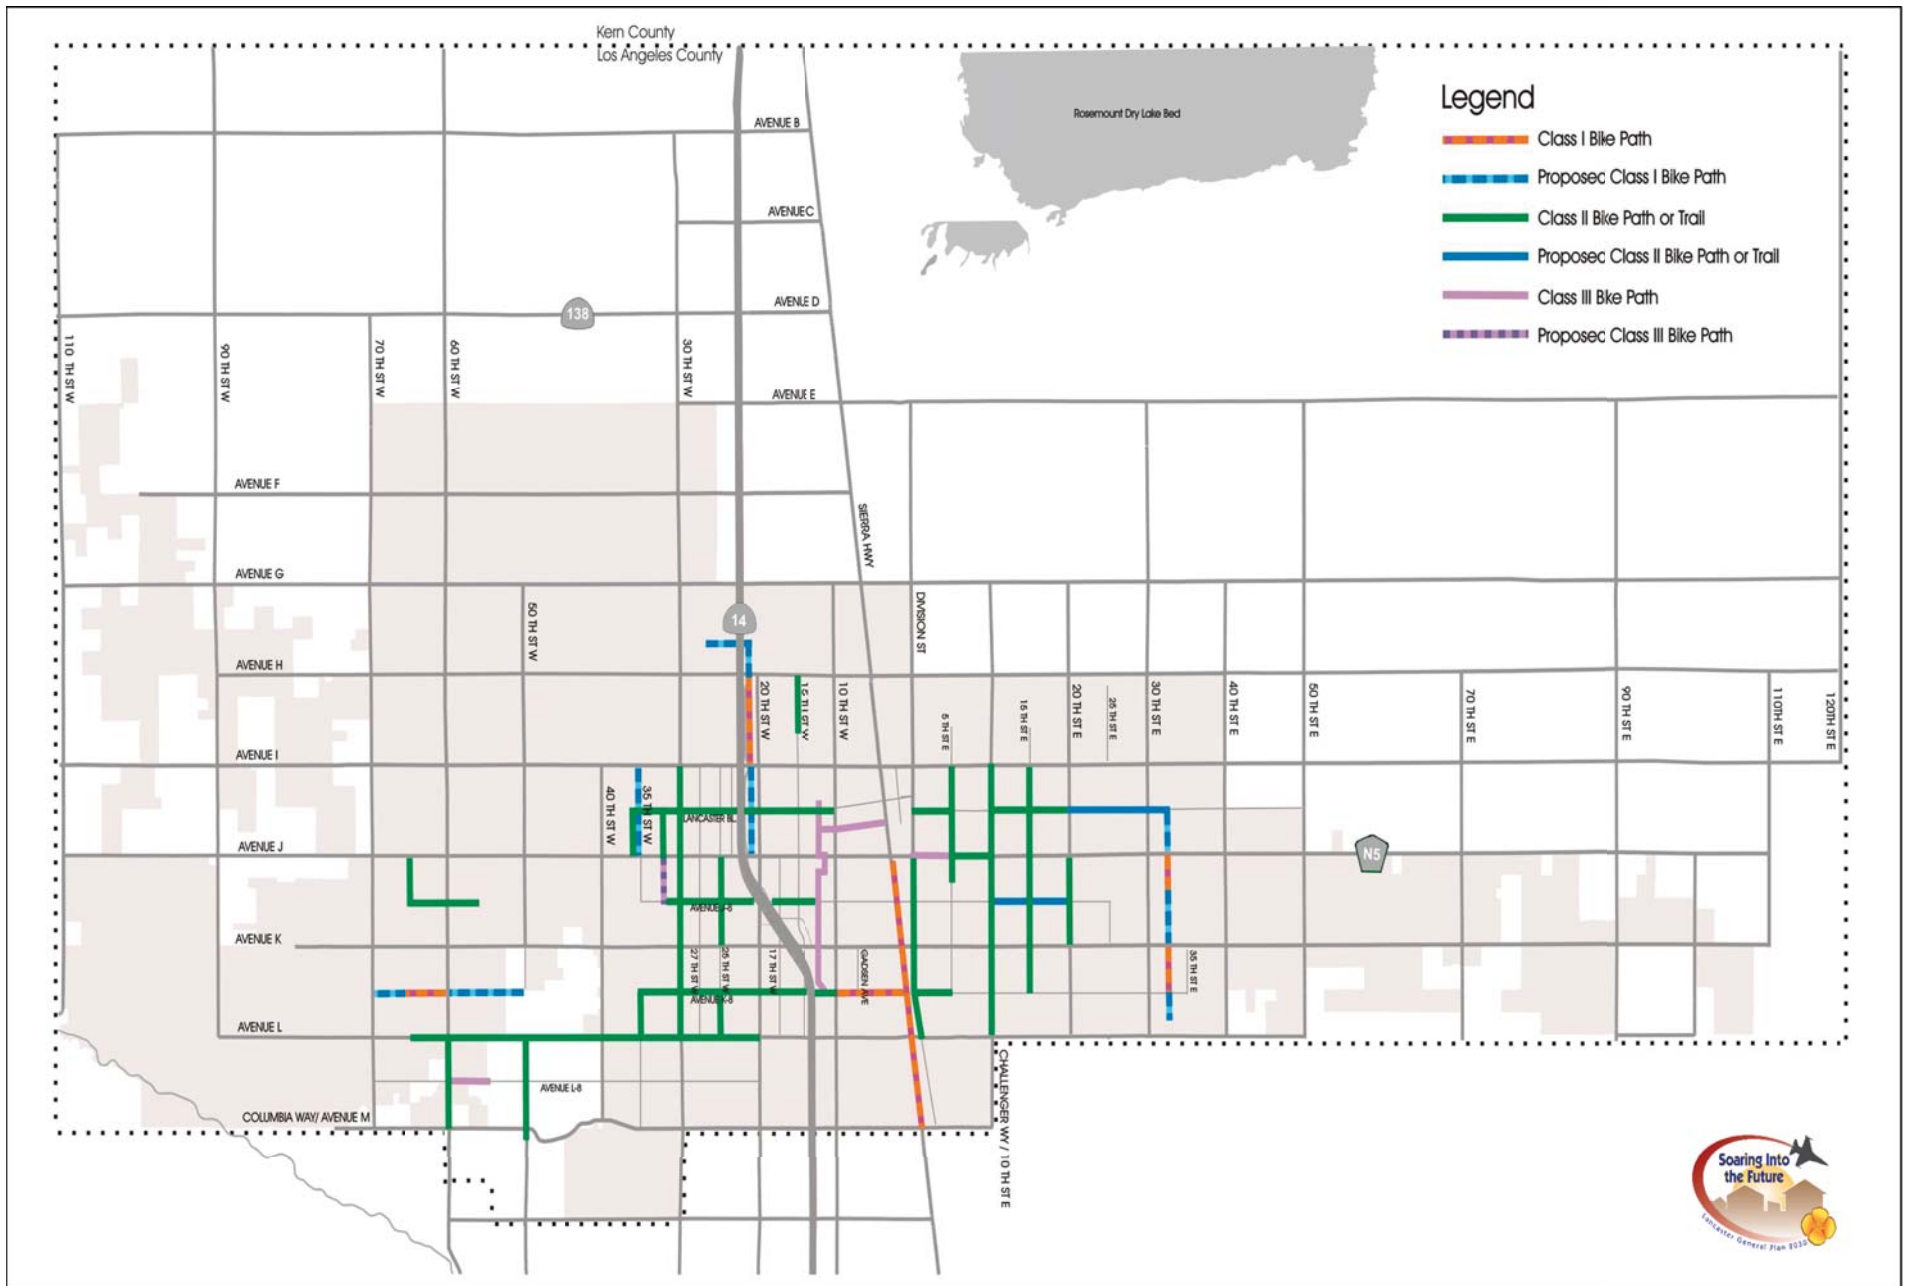 Kern County
Los Angeles County
AVENUE B
Rosemount Dry Lake Bed
Legend
Class I Bike Path
Proposed Class I Bike Path
Class II Bike Path or Trail
Proposed Class II Bike Path or Trail
Class III Bike Path
Proposed Class III Bike Path
AVENUE C
AVENUE D
138
110 TH ST W
90 TH ST W
70 TH ST W
60 TH ST W
30 TH ST W
AVENUE E
AVENUE F
SIERRA HWY
AVENUE G
50 TH ST W
14
DIVISION ST
AVENUE H
20 TH ST W
15 TH ST W
10 TH ST W
5 TH ST E
15 TH ST E
20 TH ST E
25 TH ST E
30 TH ST E
40 TH ST E
50 TH ST E
70 TH ST E
90 TH ST E
110TH ST E
120TH ST E
AVENUE I
40 TH ST W
35 TH ST W
LANCASTER BL
AVENUE J
N5
AVENUE J-8
AVENUE K
27 TH ST W
25 TH ST W
17 TH ST W
GADSEN AVE
35 TH ST E
AVENUE K-8
AVENUE L
AVENUE L-8
CHALLENGER WY / 10 TH ST E
COLUMBIA WAY/ AVENUE M
Soaring Into
the Future
Lancaster General Plan 2030